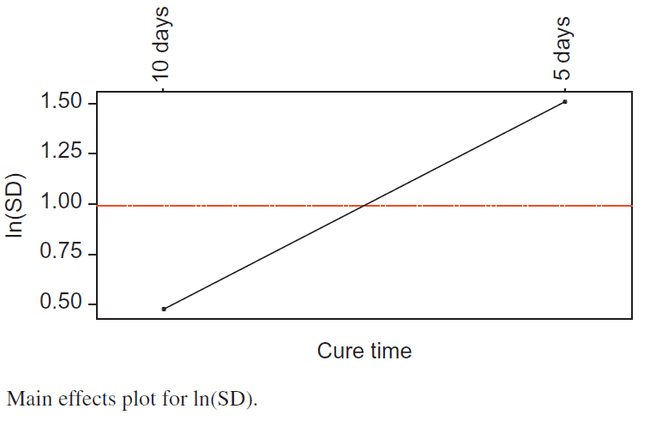 10 days
5 days
1.50
1.25
1.00
0.75
0.50
ln(SD)
Cure time
Main effects plot for ln(SD).